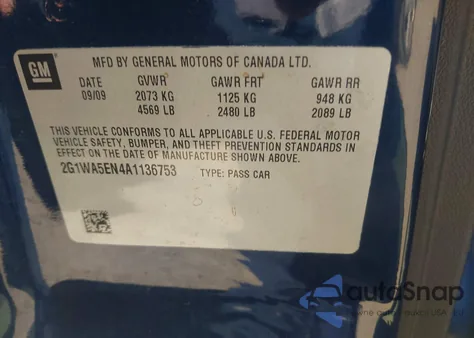 GM
MFD BY GENERAL MOTORS OF CANADA LTD.
DATE GVWR GAWR FRT GAWR RR
09/09 2073 KG 1125 KG 948 KG
4569 LB 2480 LB 2089 LB
THIS VEHICLE CONFORMS TO ALL APPLICABLE U.S. FEDERAL MOTOR
VEHICLE SAFETY, BUMPER, AND THEFT PREVENTION STANDARDS IN
EFFECT ON THE DATE OF MANUFACTURE SHOWN ABOVE.
2G1WA5EN4A1136753 TYPE: PASS CAR
autoSnap